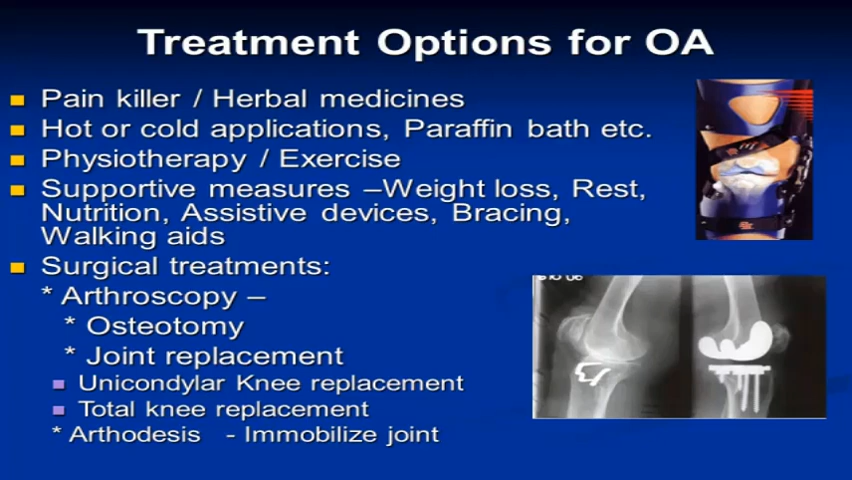 Treatment Options for OA
Pain killer / Herbal medicines
Hot or cold applications, Paraffin bath etc.
Physiotherapy / Exercise
Supportive measures –Weight loss, Rest,
Nutrition, Assistive devices, Bracing,
Walking aids
Surgical treatments:
* Arthroscopy –
* Osteotomy
* Joint replacement
Unicondylar Knee replacement
Total knee replacement
* Arthodesis - Immobilize joint